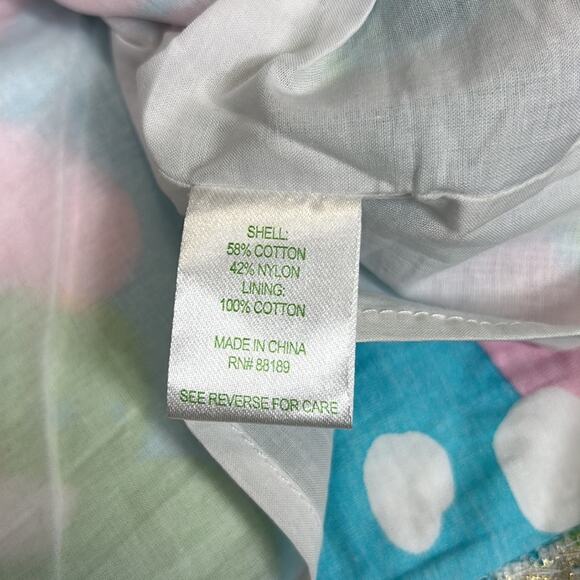 SHELL:
58% COTTON
42% NYLON
LINING:
100% COTTON
MADE IN CHINA
RN# 88189
SEE REVERSE FOR CARE